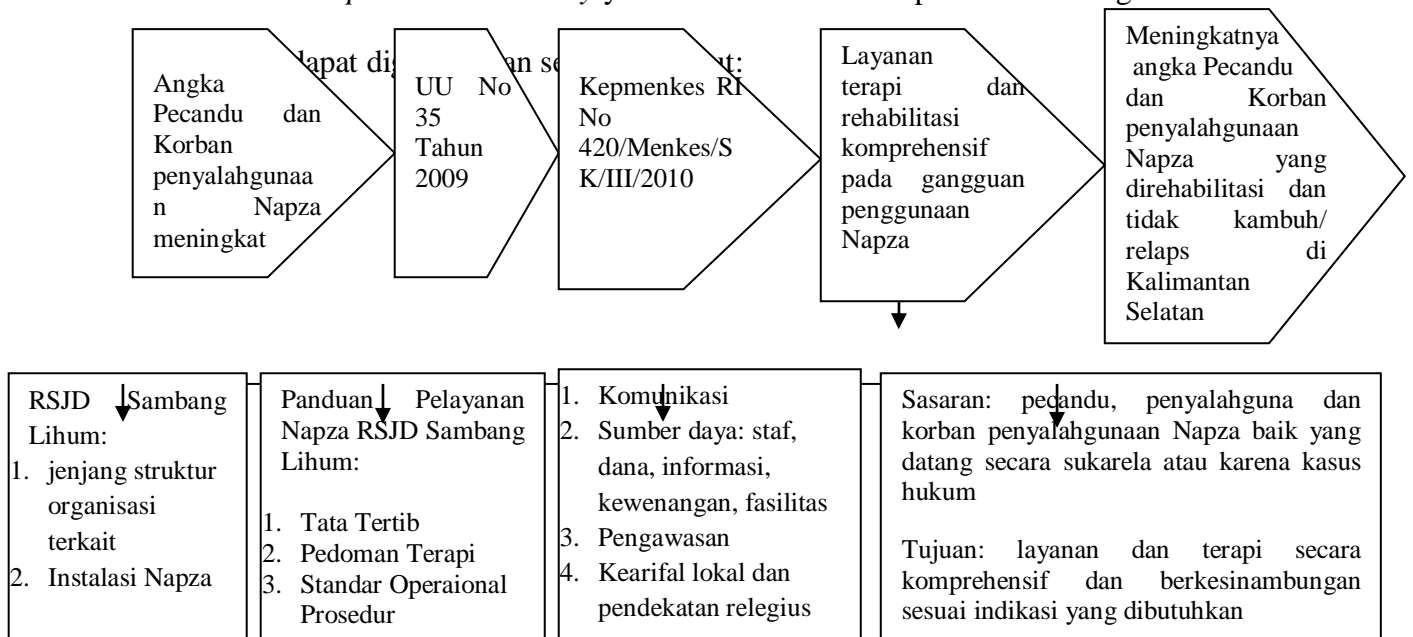 dapat dig
an se
ut:
Angka
Pecandu dan
Korban
penyalahgunaa
n Napza
meningkat
UU No
35
Tahun
2009
Kepmenkes RI
No
420/Menkes/S
K/III/2010
Layanan
terapi dan
rehabilitasi
komprehensif
pada gangguan
penggunaan
Napza
Meningkatnya
angka Pecandu
dan Korban
penyalahgunaan
Napza yang
direhabilitasi dan
tidak kambuh/
relaps di
Kalimantan
Selatan
RSJD Sambang
Lihum:
1. jenjang struktur
organisasi
terkait
2. Instalasi Napza
Panduan Pelayanan
Napza RSJD Sambang
Lihum:
1. Tata Tertib
2. Pedoman Terapi
3. Standar Operaional
Prosedur
1. Komunikasi
2. Sumber daya: staf,
dana, informasi,
kewenangan, fasilitas
3. Pengawasan
4. Kearifal lokal dan
pendekatan relegius
Sasaran: pecandu, penyalahguna dan
korban penyalahgunaan Napza baik yang
datang secara sukarela atau karena kasus
hukum
Tujuan: layanan dan terapi secara
komprehensif dan berkesinambungan
sesuai indikasi yang dibutuhkan